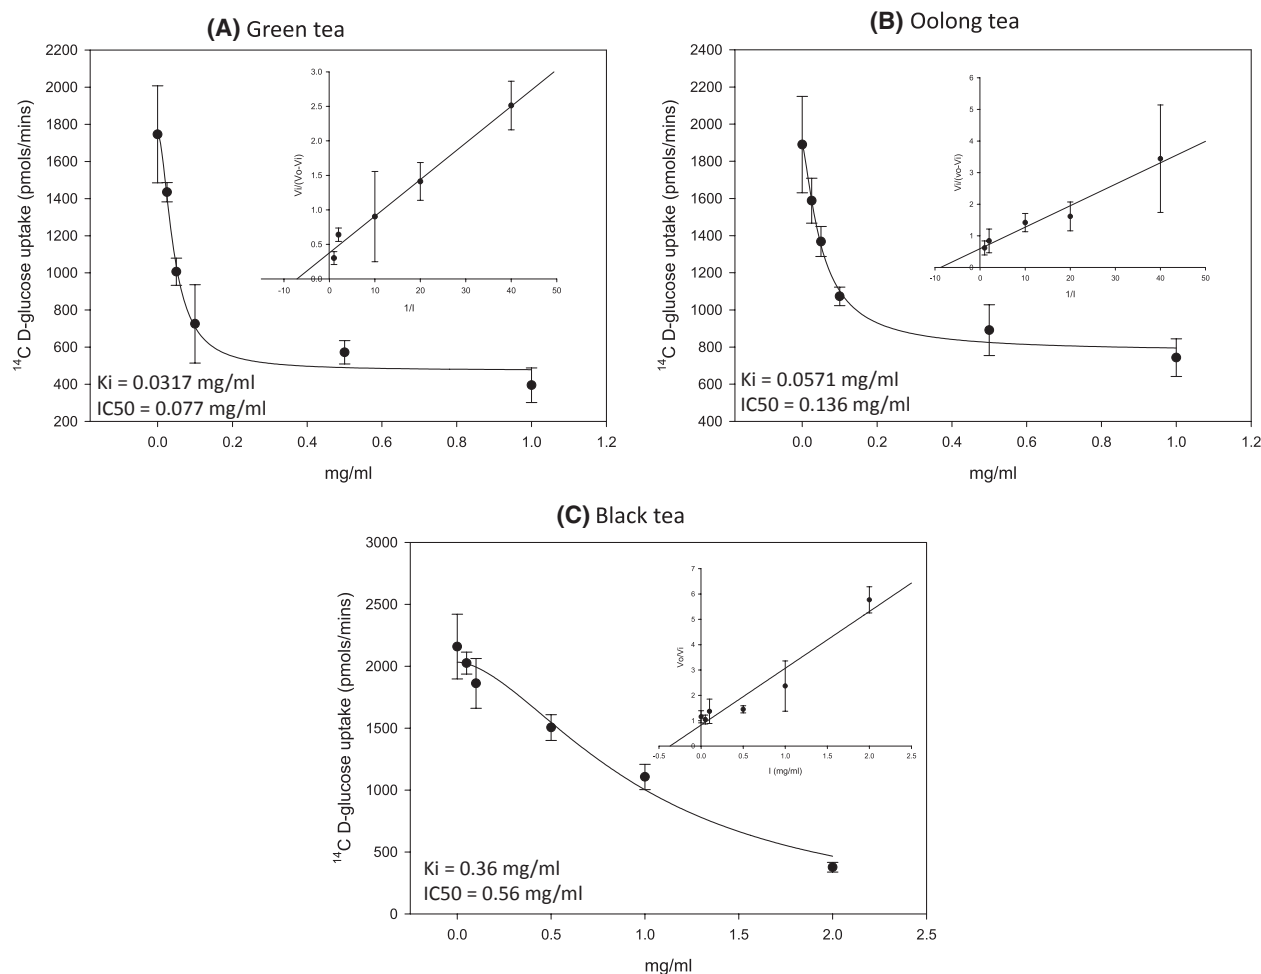 (A) Green tea
2200
2000
1800
1600
1400
1200
1000
800
600
400
200
¹⁴C D-glucose uptake (pmols/mins)
0.0 0.2 0.4 0.6 0.8 1.0 1.2
mg/ml
Ki = 0.0317 mg/ml
IC50 = 0.077 mg/ml
3.0
2.5
2.0
1.5
1.0
0.5
0.0
Vi/(Vo-Vi)
-10 0 10 20 30 40 50
1/I
(B) Oolong tea
2400
2200
2000
1800
1600
1400
1200
1000
800
600
400
¹⁴C D-glucose uptake (pmols/mins)
0.0 0.2 0.4 0.6 0.8 1.0 1.2
mg/ml
Ki = 0.0571 mg/ml
IC50 = 0.136 mg/ml
6
5
4
3
2
1
0
Vi/(vo-Vi)
-10 0 10 20 30 40 50
1/I
(C) Black tea
3000
2500
2000
1500
1000
500
0
¹⁴C D-glucose uptake (pmols/mins)
0.0 0.5 1.0 1.5 2.0 2.5
mg/ml
Ki = 0.36 mg/ml
IC50 = 0.56 mg/ml
7
6
5
4
3
2
1
0
Vo/Vi
-0.5 0.0 0.5 1.0 1.5 2.0 2.5
I (mg/ml)